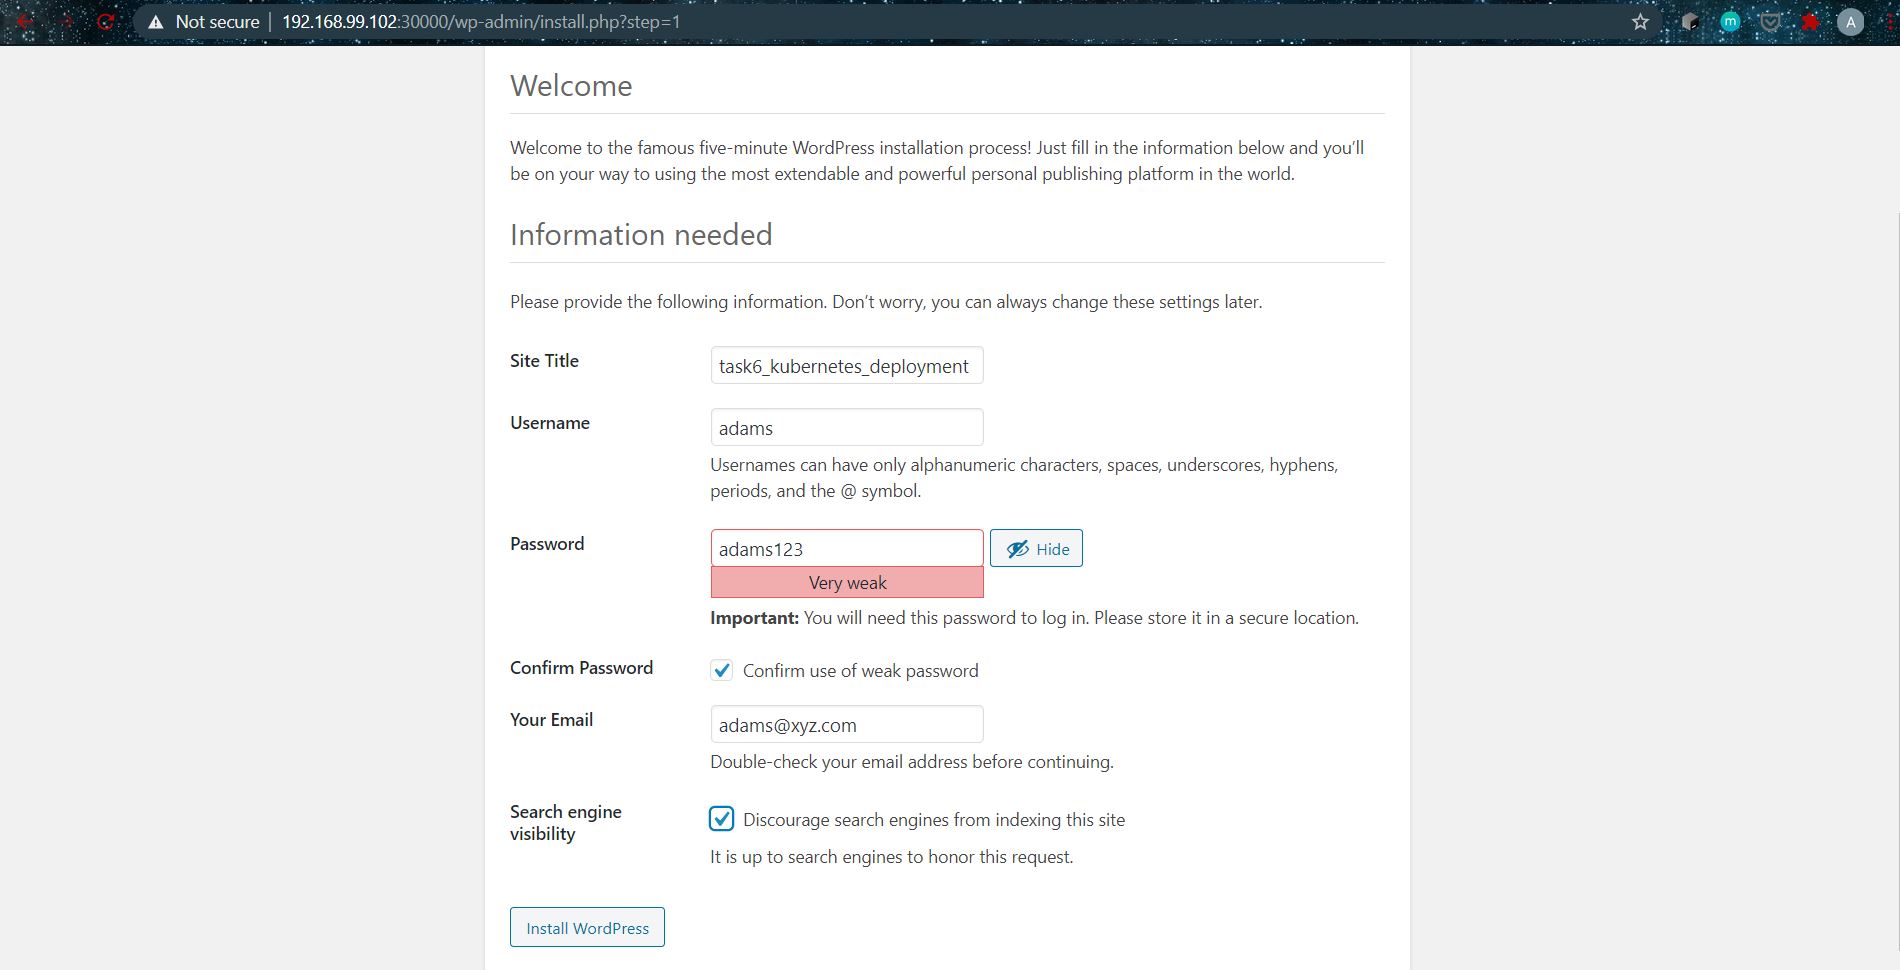 Not secure | 192.168.99.102:30000/wp-admin/install.php?step=1
m
A
Welcome
Welcome to the famous five-minute WordPress installation process! Just fill in the information below and you’ll
be on your way to using the most extendable and powerful personal publishing platform in the world.
Information needed
Please provide the following information. Don’t worry, you can always change these settings later.
Site Title
task6_kubernetes_deployment
Username
adams
Usernames can have only alphanumeric characters, spaces, underscores, hyphens,
periods, and the @ symbol.
Password
adams123
Hide
Very weak
Important: You will need this password to log in. Please store it in a secure location.
Confirm Password
Confirm use of weak password
Your Email
adams@xyz.com
Double-check your email address before continuing.
Search engine
visibility
Discourage search engines from indexing this site
It is up to search engines to honor this request.
Install WordPress